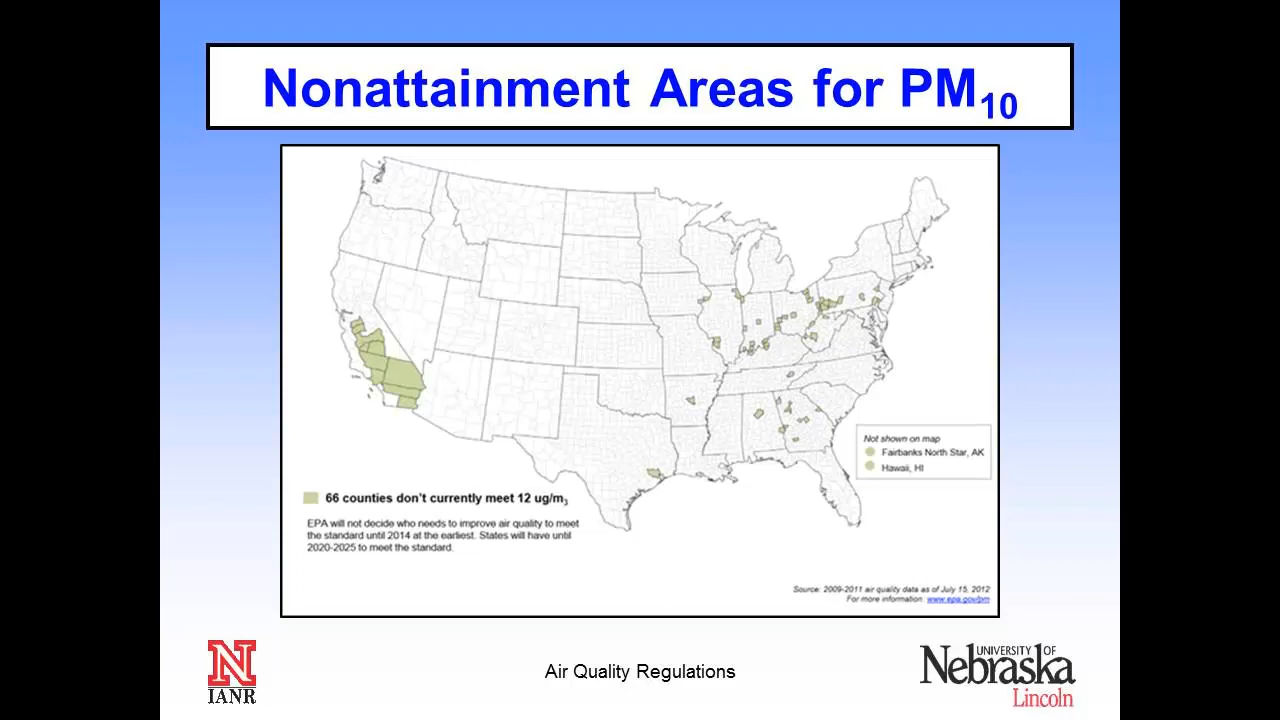 Nonattainment Areas for PM10
Not shown on map
Fairbanks North Star, AK
Hawaii, HI
66 counties don't currently meet 12 ug/m3
EPA will not decide who needs to improve air quality to meet
the standard until 2014 at the earliest. States will have until
2020-2025 to meet the standard.
Source: 2009-2011 air quality data as of July 15, 2012
For more information www.epa.gov/pm
N
IANR
Air Quality Regulations
UNIVERSITY OF
Nebraska
Lincoln